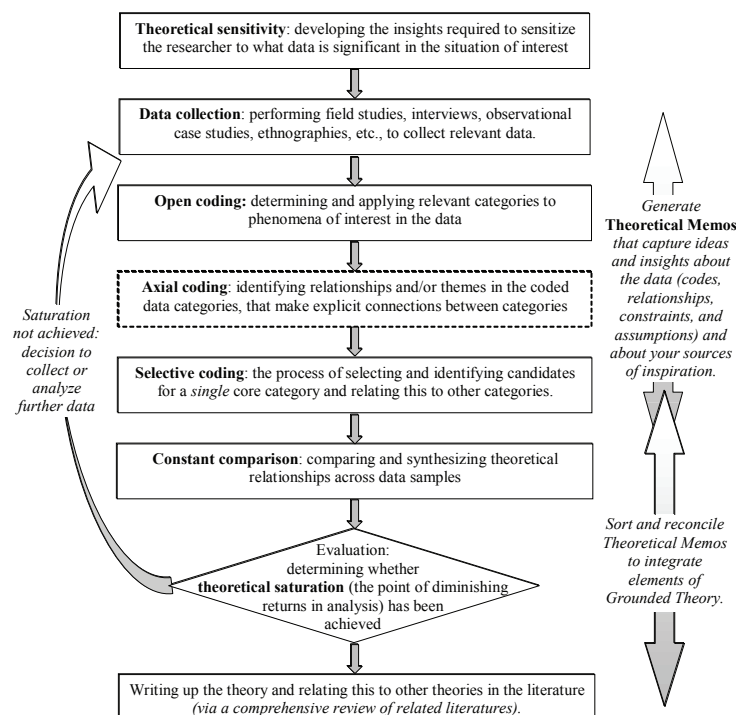 Theoretical sensitivity: developing the insights required to sensitize
the researcher to what data is significant in the situation of interest
Data collection: performing field studies, interviews, observational
case studies, ethnographies, etc., to collect relevant data.
Open coding: determining and applying relevant categories to
phenomena of interest in the data
Axial coding: identifying relationships and/or themes in the coded
data categories, that make explicit connections between categories
Selective coding: the process of selecting and identifying candidates
for a single core category and relating this to other categories.
Constant comparison: comparing and synthesizing theoretical
relationships across data samples
Evaluation:
determining whether
theoretical saturation (the point of diminishing
returns in analysis) has been
achieved
Writing up the theory and relating this to other theories in the literature
(via a comprehensive review of related literatures).
Saturation
not achieved:
decision to
collect or
analyze
further data
Generate
Theoretical Memos
that capture ideas
and insights about
the data (codes,
relationships,
constraints, and
assumptions) and
about your sources
of inspiration.
Sort and reconcile
Theoretical Memos
to integrate
elements of
Grounded Theory.